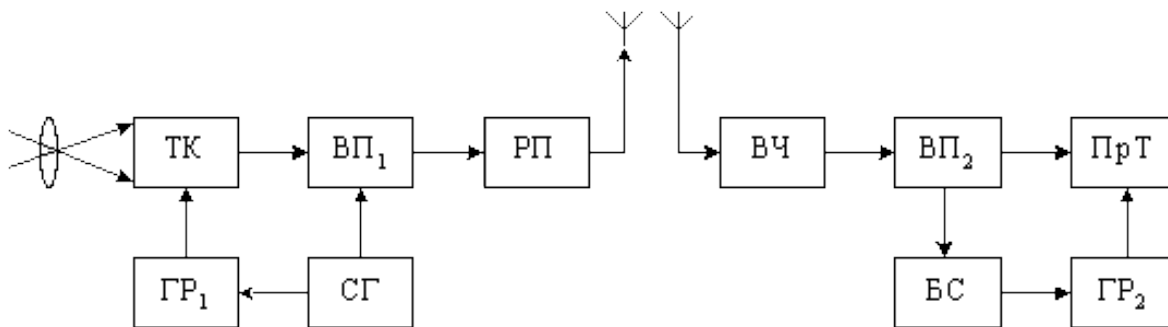 ТК ВП₁ РП ВЧ ВП₂ ПрТ
ГР₁ СГ БС ГР₂